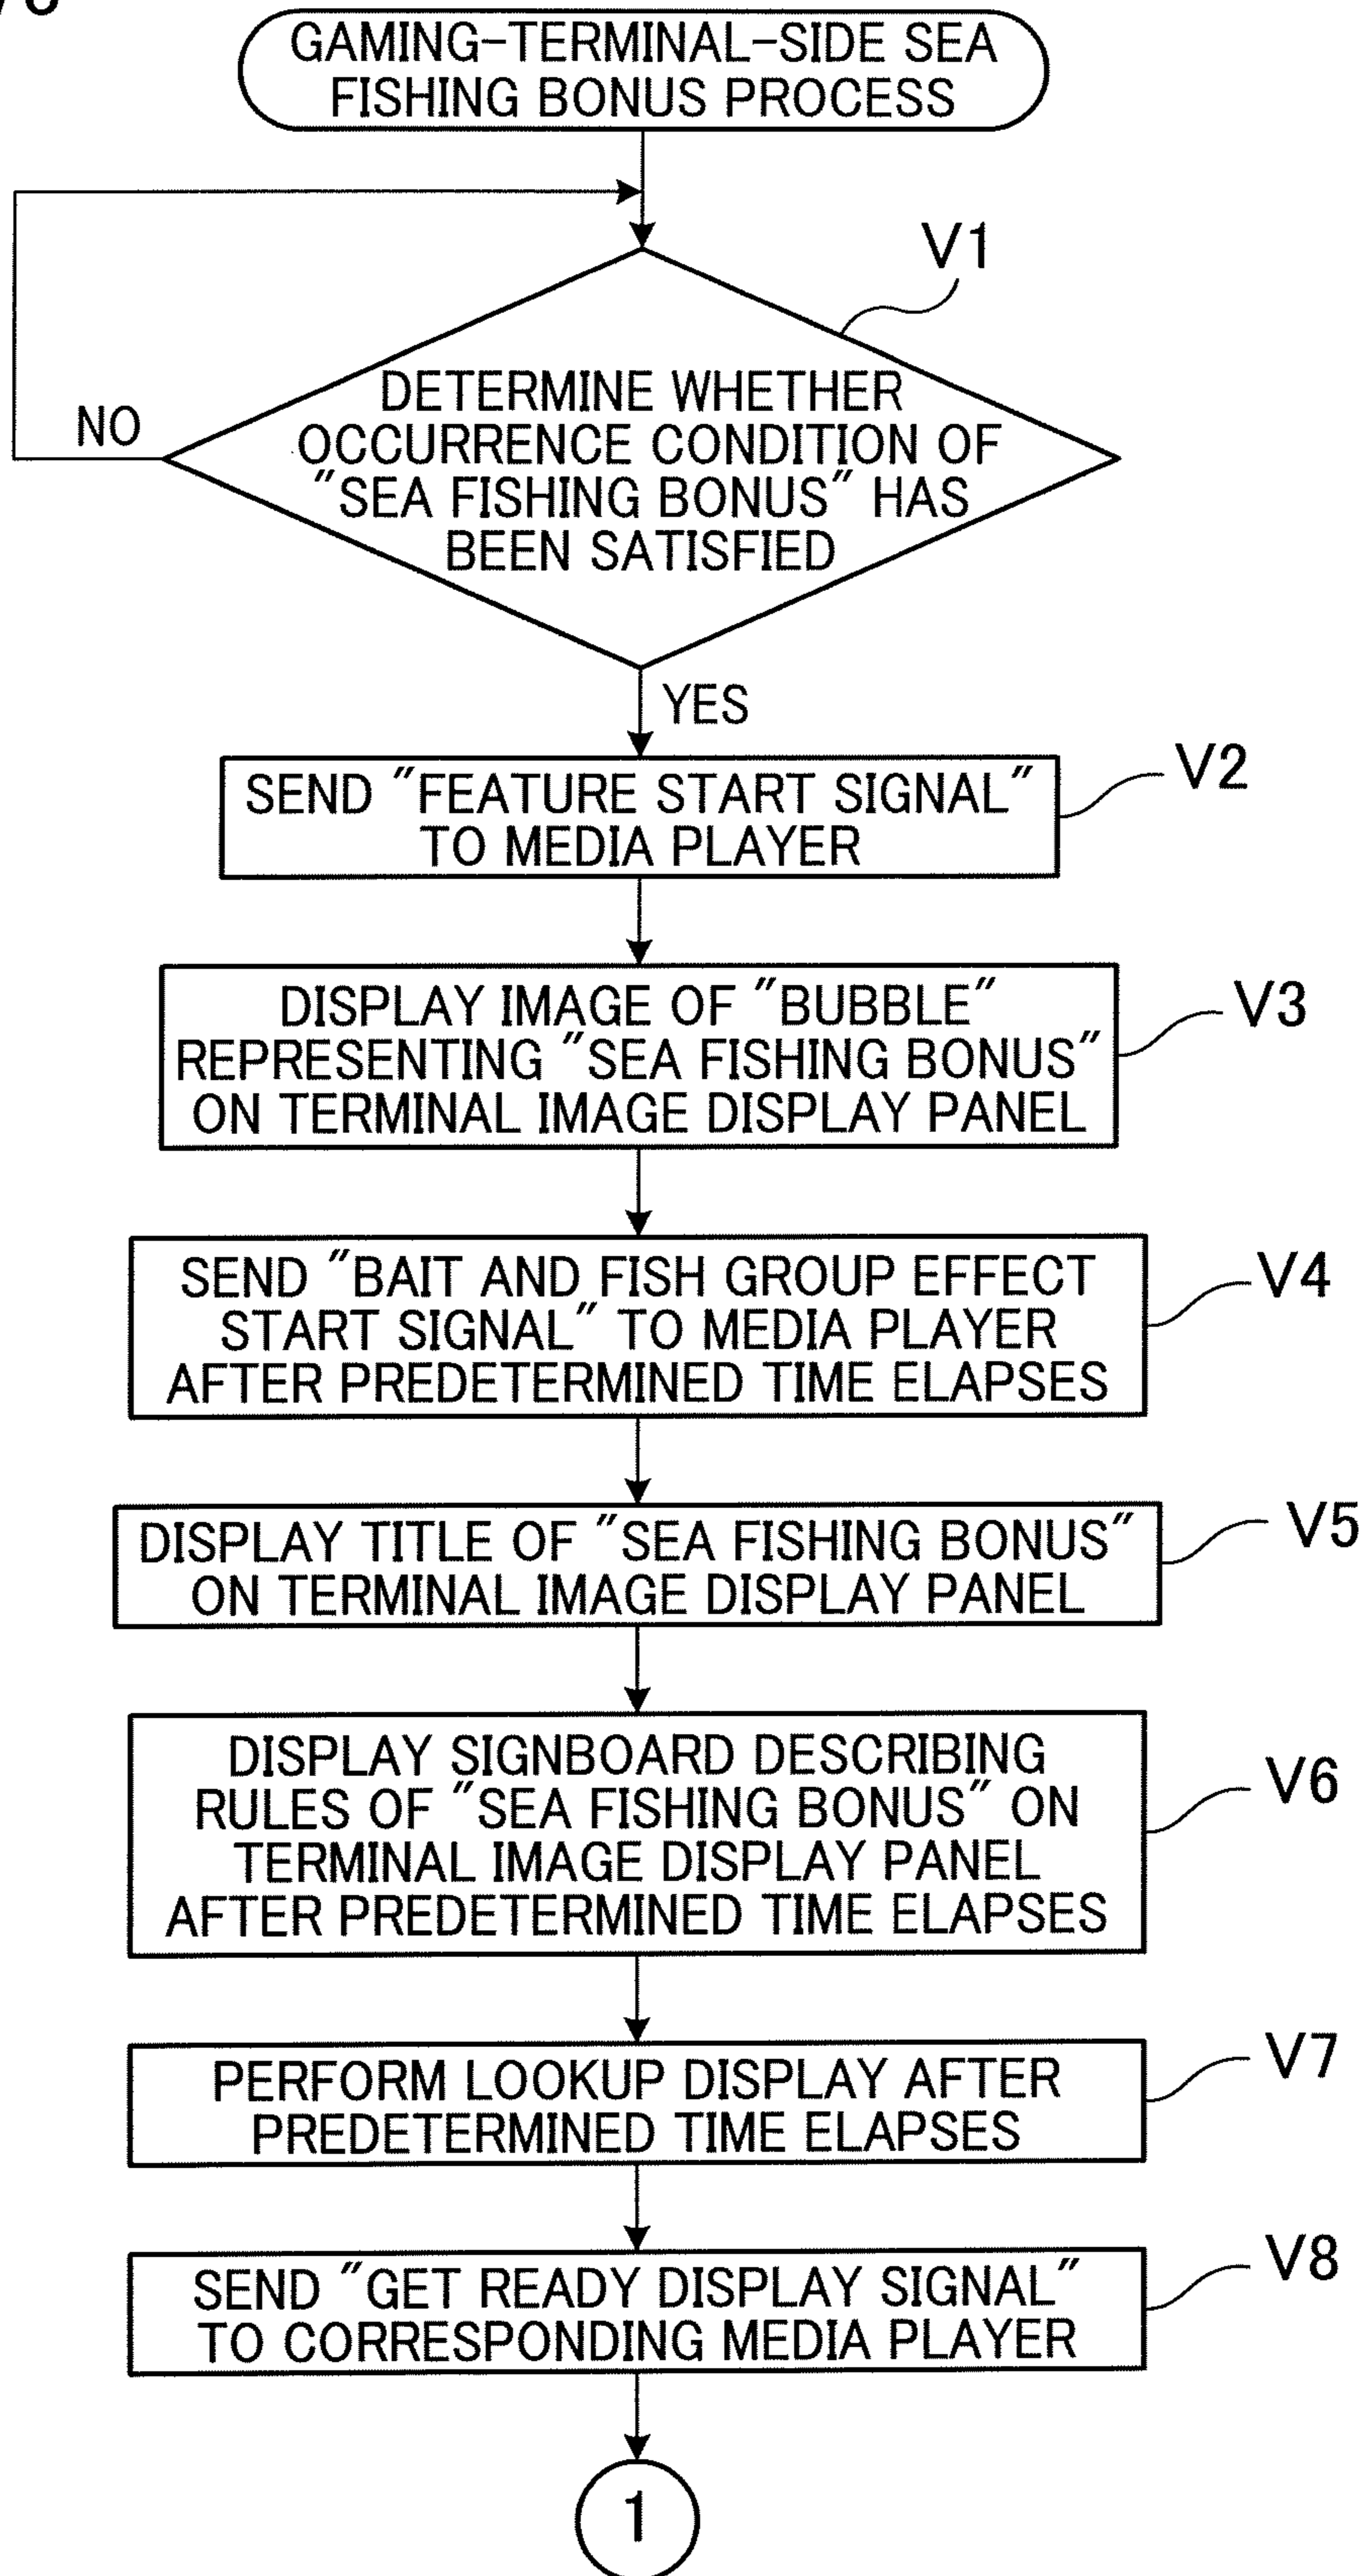 GAMING-TERMINAL-SIDE SEA
FISHING BONUS PROCESS
V1
DETERMINE WHETHER
OCCURRENCE CONDITION OF
"SEA FISHING BONUS" HAS
BEEN SATISFIED
NO
YES
V2
SEND "FEATURE START SIGNAL"
TO MEDIA PLAYER
V3
DISPLAY IMAGE OF "BUBBLE"
REPRESENTING "SEA FISHING BONUS"
ON TERMINAL IMAGE DISPLAY PANEL
V4
SEND "BAIT AND FISH GROUP EFFECT
START SIGNAL" TO MEDIA PLAYER
AFTER PREDETERMINED TIME ELAPSES
V5
DISPLAY TITLE OF "SEA FISHING BONUS"
ON TERMINAL IMAGE DISPLAY PANEL
V6
DISPLAY SIGNBOARD DESCRIBING
RULES OF "SEA FISHING BONUS" ON
TERMINAL IMAGE DISPLAY PANEL
AFTER PREDETERMINED TIME ELAPSES
V7
PERFORM LOOKUP DISPLAY AFTER
PREDETERMINED TIME ELAPSES
V8
SEND "GET READY DISPLAY SIGNAL"
TO CORRESPONDING MEDIA PLAYER
1